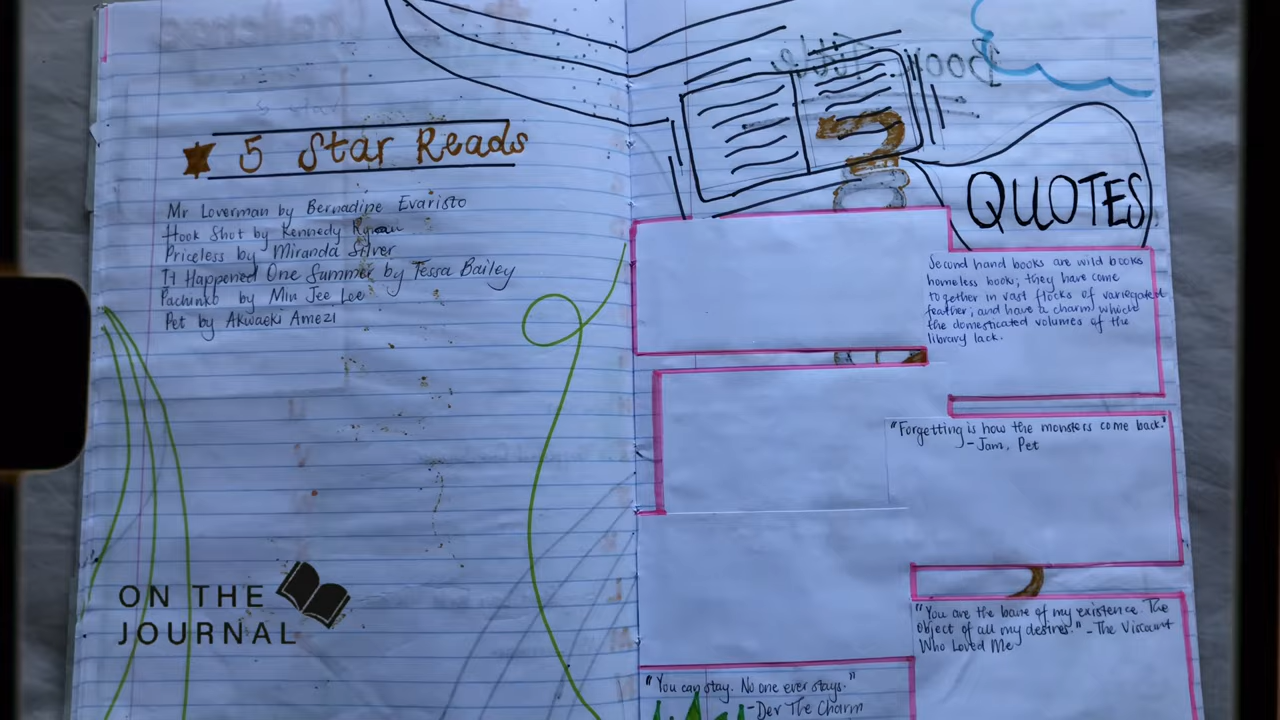 5 Star Reads
Mr Loverman by Bernadine Evaristo
Hook Shot by Kennedy Ryan
Priceless by Miranda Silver
It Happened One Summer by Tessa Bailey
Pachinko by Min Jee Lee
Pet by Akwaeki Amezi
ON THE
JOURNAL
QUOTES
Second hand books are wild books
homeless book; they have come
together in vast flocks of variegated
feather, and have a charm which
the domesticated volumes of the
library lack.
"Forgetting is how the monsters come back."
-Jam, Pet
"You are the bane of my existence. The
object of all my desires." -The Viscount
Who Loved Me
"You can stay. No one ever stays."
-Dev The Charm